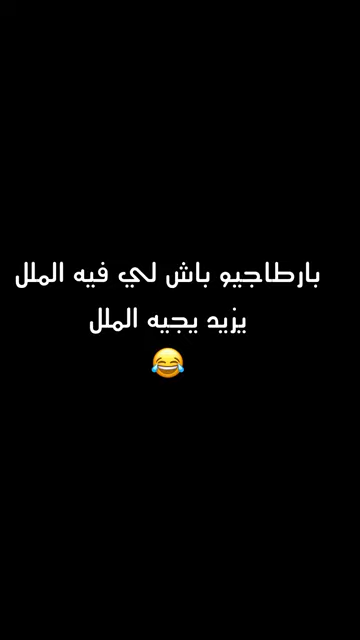 بارطاجيو باش لي فيه الملل
يزيد يجيه الملل
😂